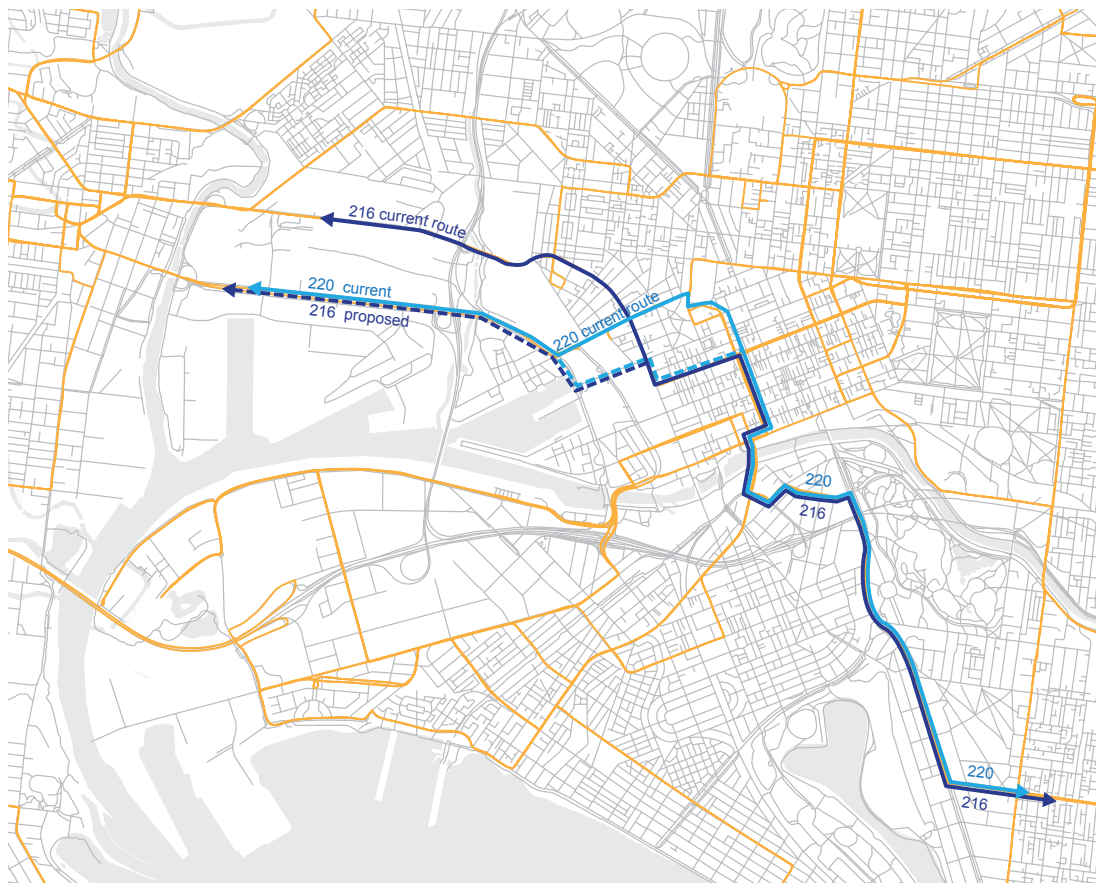 216 current route
220 current
216 proposed
220 current route
220
216
220
216